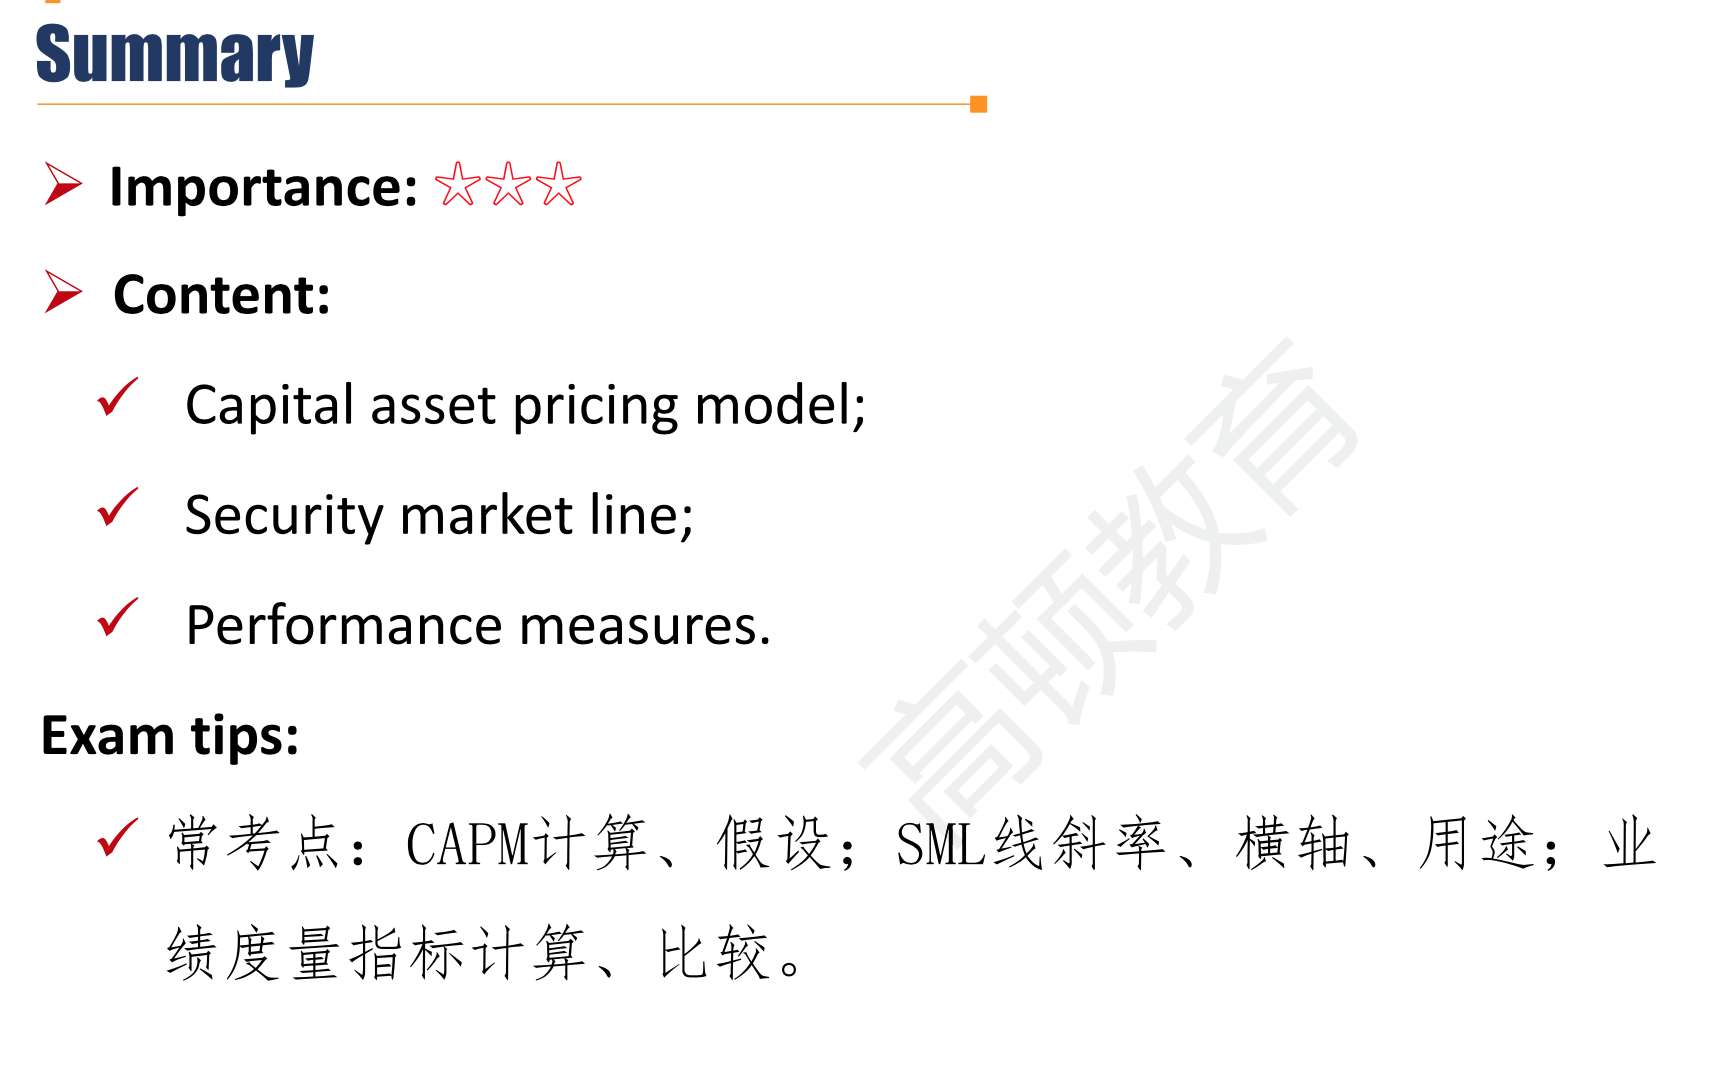 Summary
Importance: ☆☆☆
Content:
Capital asset pricing model;
Security market line;
Performance measures.
Exam tips:
常考点：CAPM计算、假设；SML线斜率、横轴、用途；业
绩度量指标计算、比较。
高顿教育